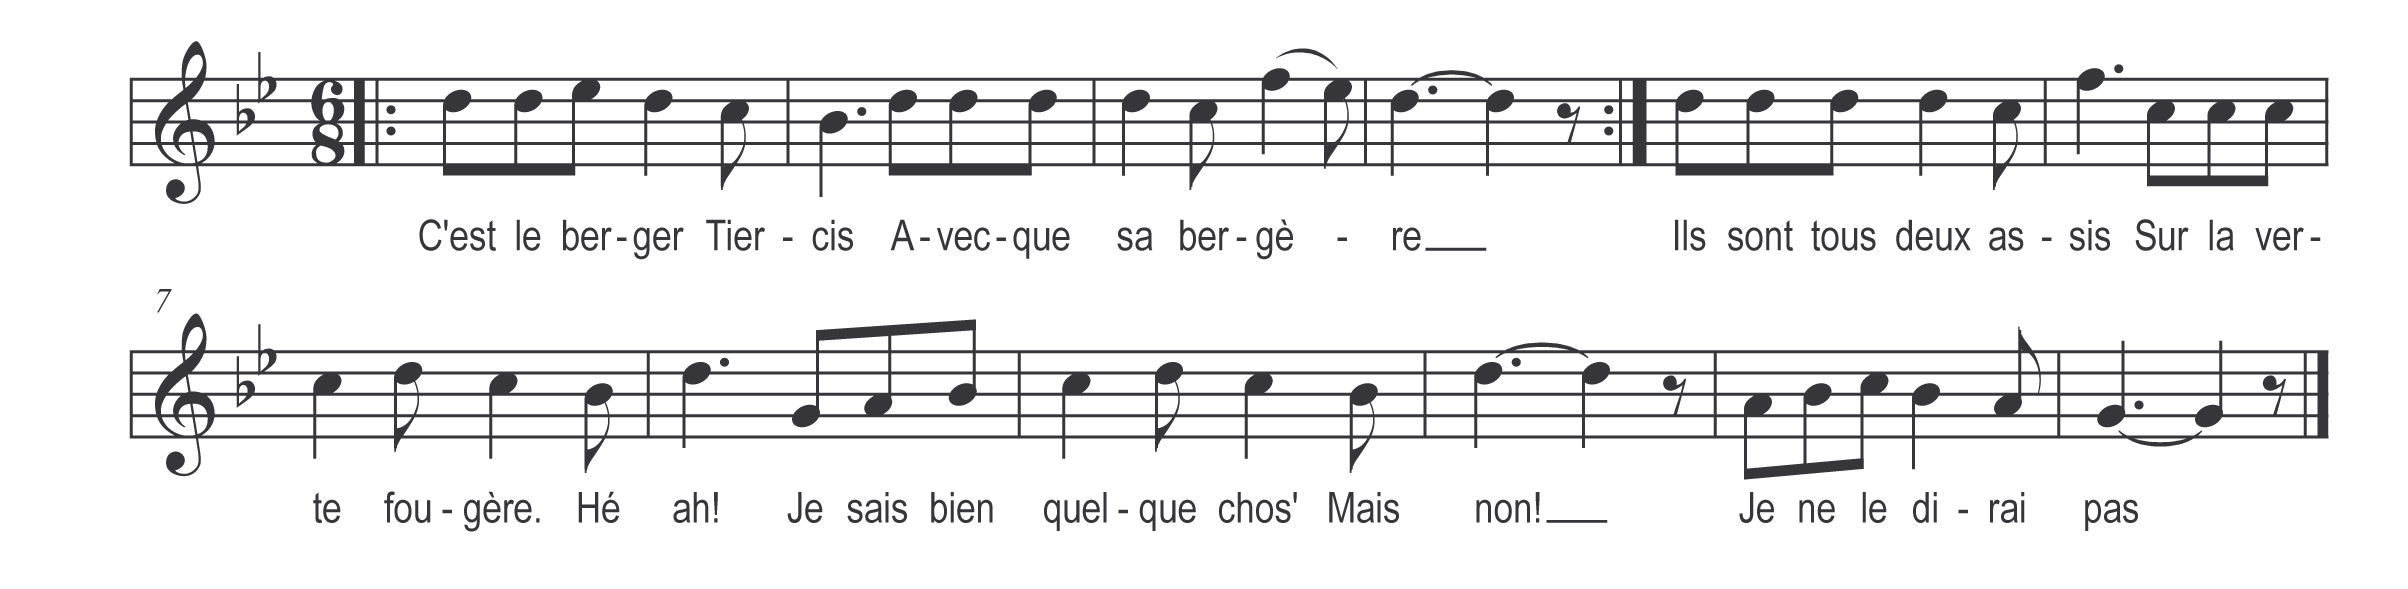 6
8
C'est le ber-ger Tier - cis A-vec-que sa ber-gè - re Ils sont tous deux as - sis Sur la ver-
7
te fou-gère. Hé ah! Je sais bien quel-que chos' Mais non! Je ne le di - rai pas